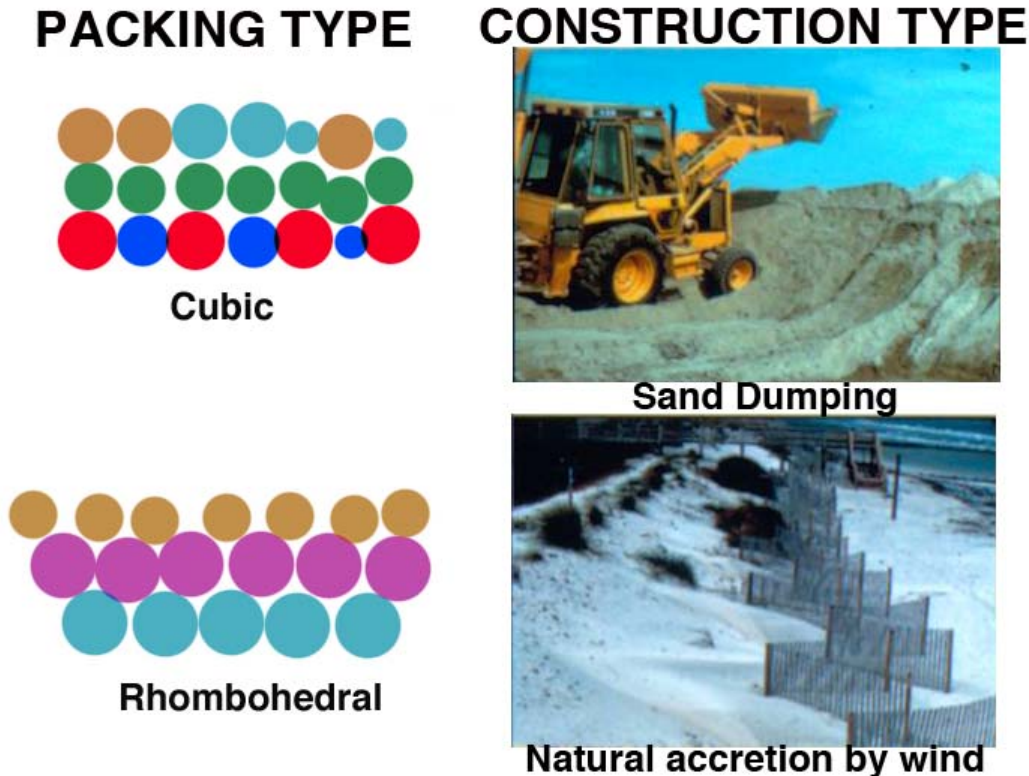 PACKING TYPE
CONSTRUCTION TYPE
Cubic
Sand Dumping
Rhombohedral
Natural accretion by wind